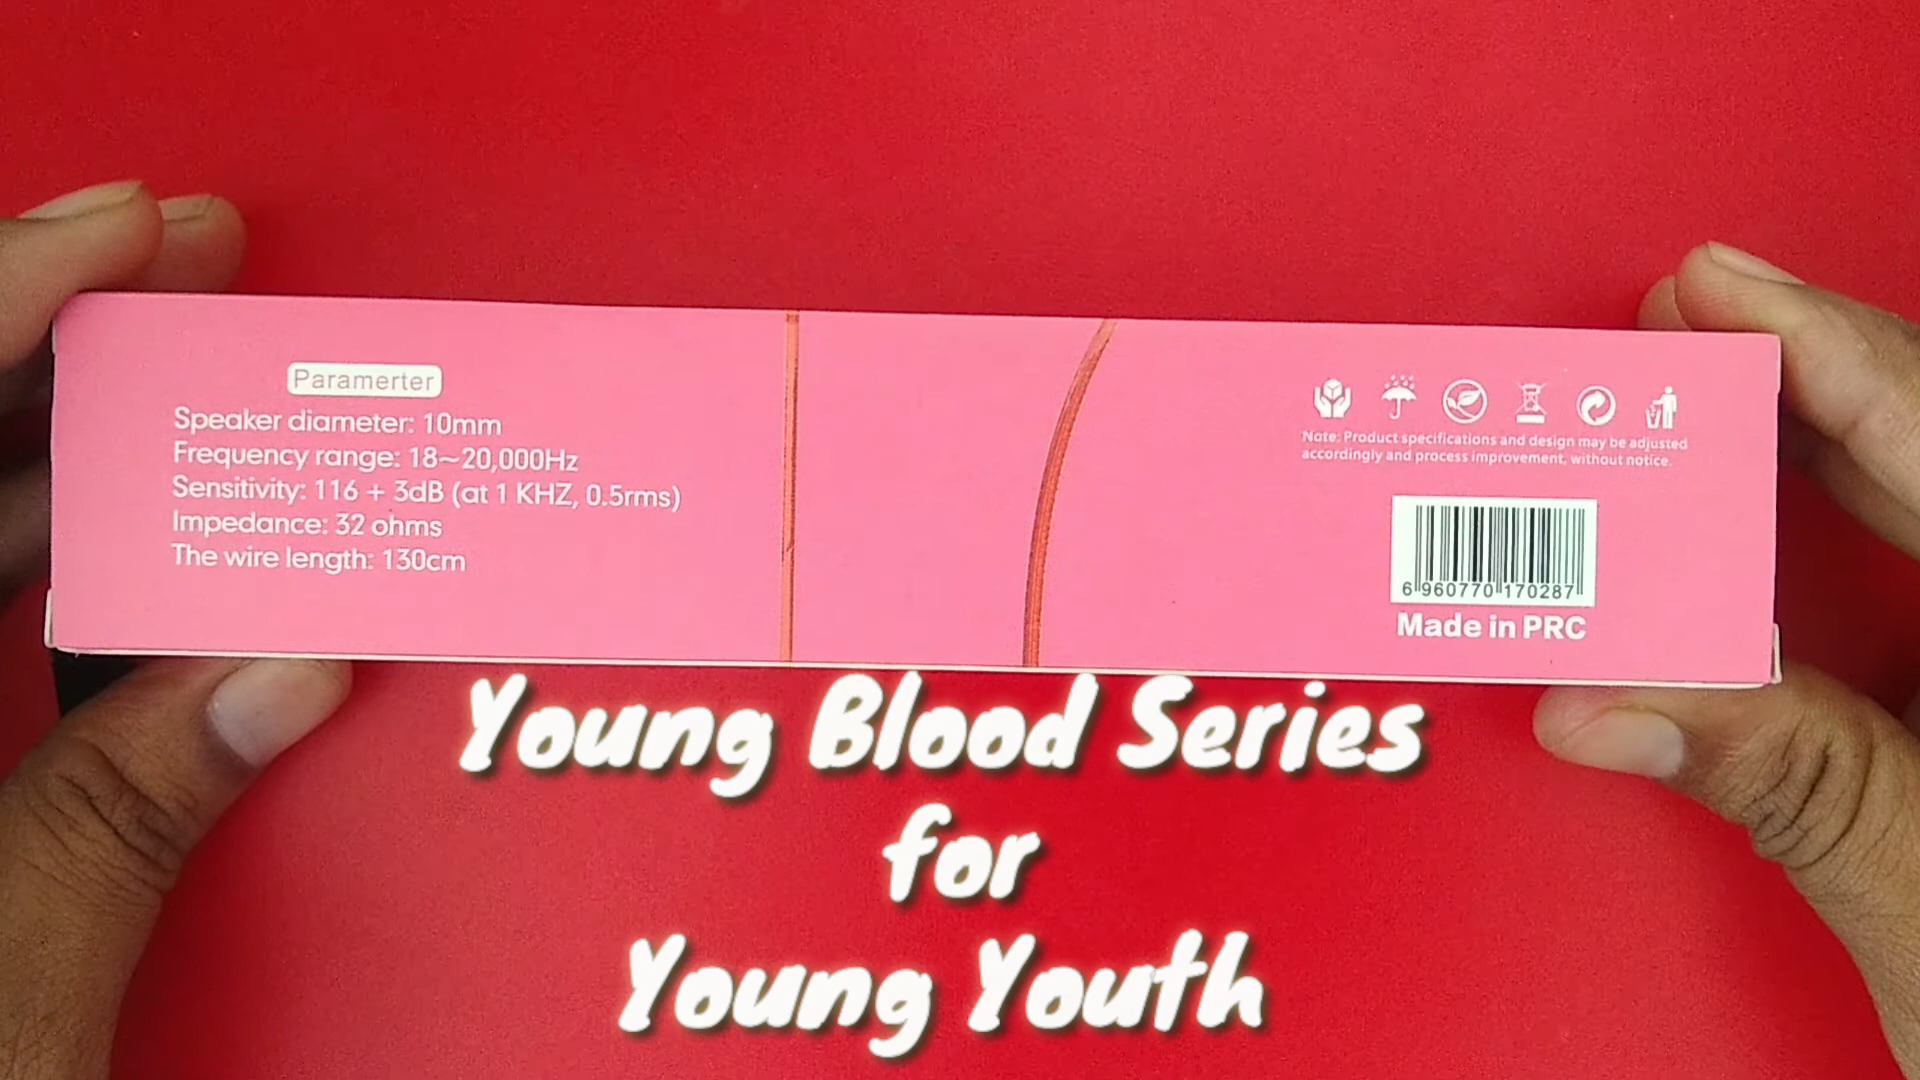 Paramerter
Speaker diameter: 10mm
Frequency range: 18~20,000Hz
Sensitivity: 116 + 3dB (at 1 KHZ, 0.5rms)
Impedance: 32 ohms
The wire length: 130cm
Note: Product specifications and design may be adjusted
accordingly and process improvement, without notice.
6 960770 170287
Made in PRC
Young Blood Series
for
Young Youth